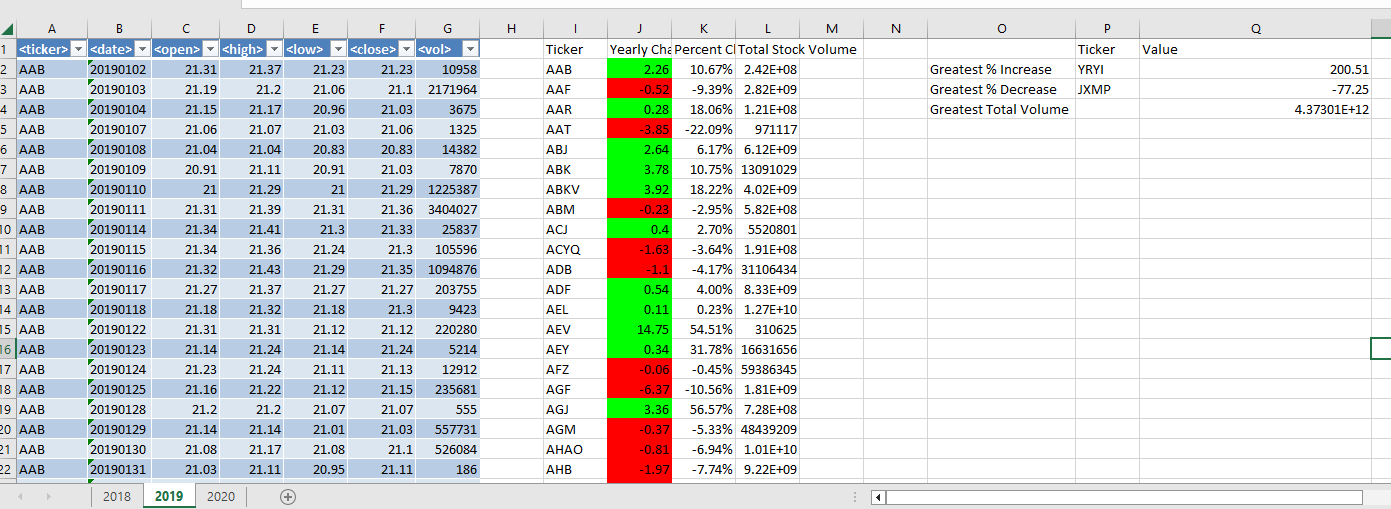 A B C D E F G H I J K L M N O P Q
1 <ticker> <date> <open> <high> <low> <close> <vol> Ticker Yearly Cha Percent Cl Total Stock Volume Ticker Value
2 AAB 20190102 21.31 21.37 21.23 21.23 10958 AAB 2.26 10.67% 2.42E+08 Greatest % Increase YRYI 200.51
3 AAB 20190103 21.19 21.2 21.06 21.1 2171964 AAF -0.52 -9.39% 2.82E+09 Greatest % Decrease JXMP -77.25
4 AAB 20190104 21.15 21.17 20.96 21.03 3675 AAR 0.28 18.06% 1.21E+08 Greatest Total Volume 4.37301E+12
5 AAB 20190107 21.06 21.07 21.03 21.06 1325 AAT -3.85 -22.09% 971117
6 AAB 20190108 21.04 21.04 20.83 20.83 14382 ABJ 2.64 6.17% 6.12E+09
7 AAB 20190109 20.91 21.11 20.91 21.03 7870 ABK 3.78 10.75% 13091029
8 AAB 20190110 21 21.29 21 21.29 1225387 ABKV 3.92 18.22% 4.02E+09
9 AAB 20190111 21.31 21.39 21.31 21.36 3404027 ABM -0.23 -2.95% 5.82E+08
10 AAB 20190114 21.34 21.41 21.3 21.33 25837 ACJ 0.4 2.70% 5520801
11 AAB 20190115 21.34 21.36 21.24 21.3 105596 ACYQ -1.63 -3.64% 1.91E+08
12 AAB 20190116 21.32 21.43 21.29 21.35 1094876 ADB -1.1 -4.17% 31106434
13 AAB 20190117 21.27 21.37 21.27 21.27 203755 ADF 0.54 4.00% 8.33E+09
14 AAB 20190118 21.18 21.32 21.18 21.3 9423 AEL 0.11 0.23% 1.27E+10
15 AAB 20190122 21.31 21.31 21.12 21.12 220280 AEV 14.75 54.51% 310625
16 AAB 20190123 21.14 21.24 21.14 21.24 5214 AEY 0.34 31.78% 16631656
17 AAB 20190124 21.23 21.24 21.11 21.13 12912 AFZ -0.06 -0.45% 59386345
18 AAB 20190125 21.16 21.22 21.12 21.15 235681 AGF -6.37 -10.56% 1.81E+09
19 AAB 20190128 21.2 21.2 21.07 21.07 555 AGJ 3.36 56.57% 7.28E+08
20 AAB 20190129 21.14 21.14 21.01 21.03 557731 AGM -0.37 -5.33% 48439209
21 AAB 20190130 21.08 21.17 21.08 21.1 526084 AHAO -0.81 -6.94% 1.01E+10
22 AAB 20190131 21.03 21.11 20.95 21.11 186 AHB -1.97 -7.74% 9.22E+09
2018 2019 2020